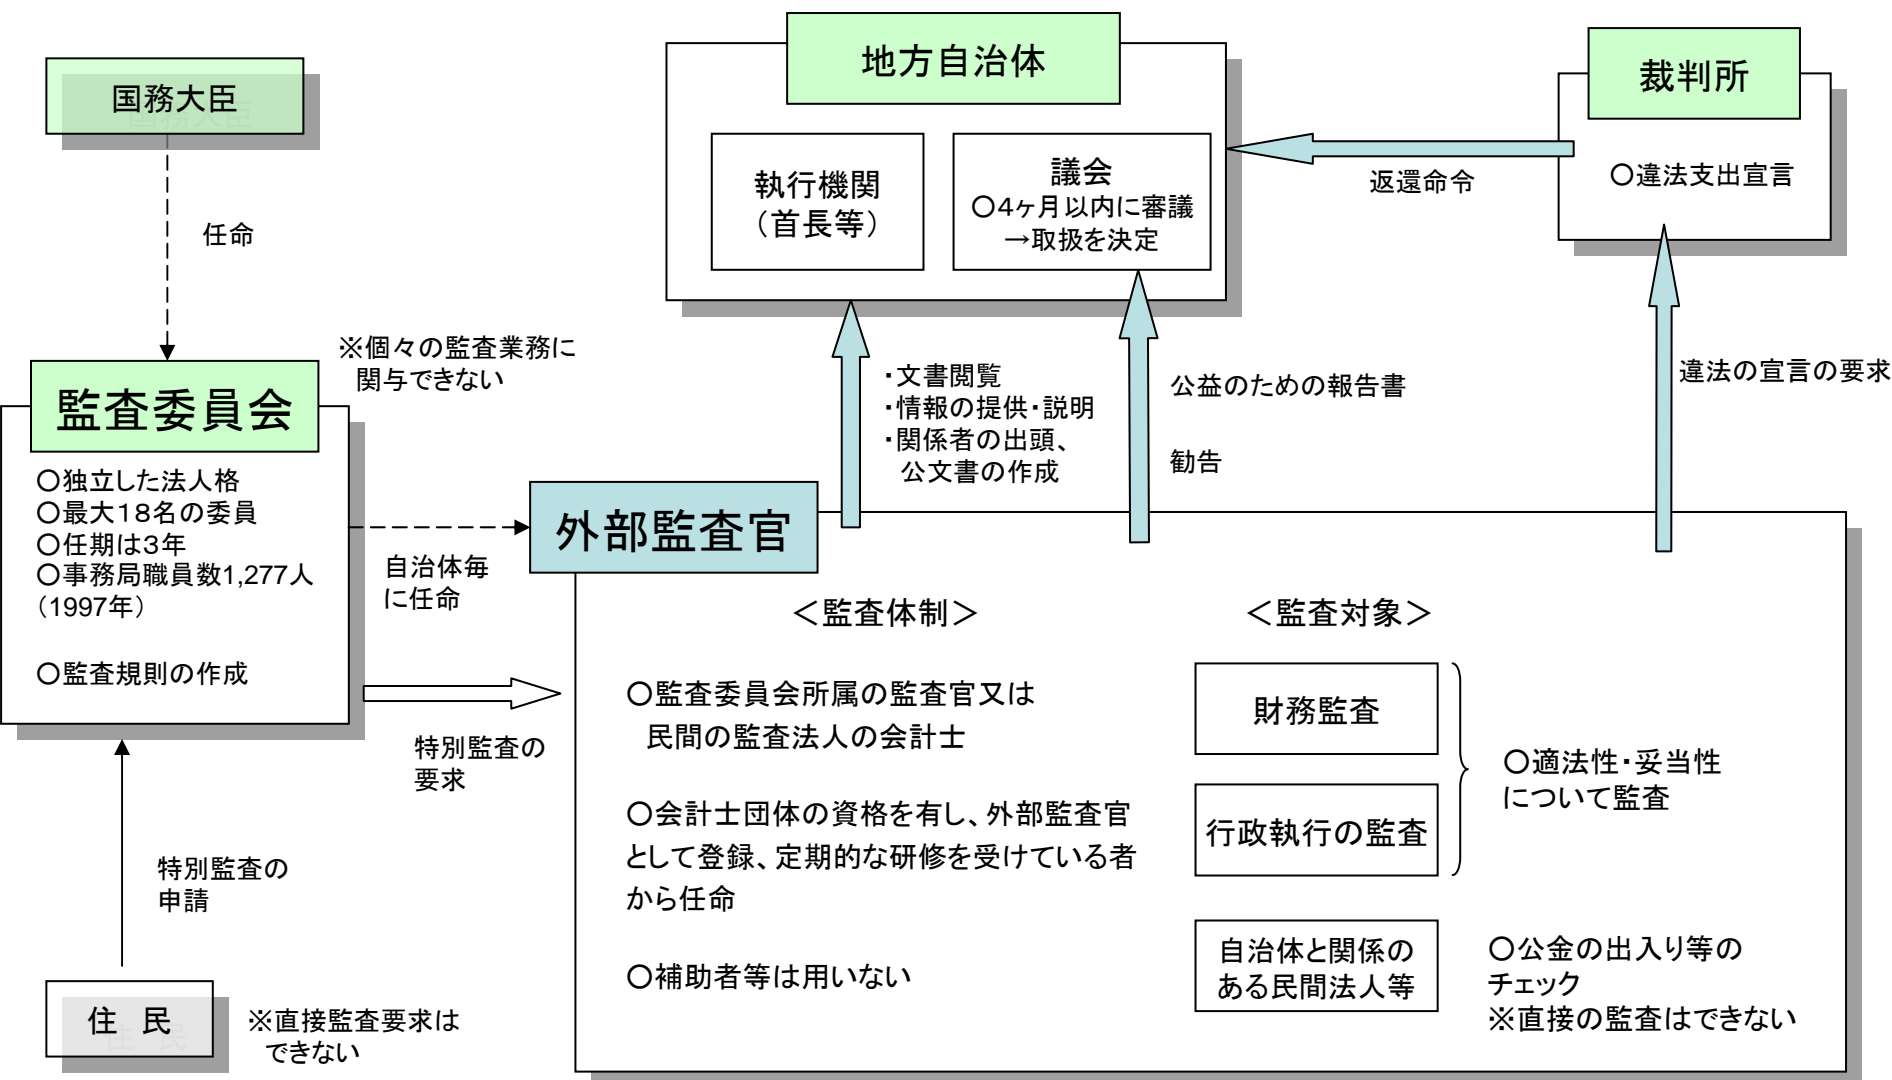 国務大臣
任命
※個々の監査業務に
関与できない
監査委員会
○独立した法人格
○最大18名の委員
○任期は3年
○事務局職員数1,277人
（1997年）
○監査規則の作成
自治体毎
に任命
特別監査の
要求
特別監査の
申請
住 民
※直接監査要求は
できない
地方自治体
執行機関
（首長等）
議会
○4ヶ月以内に審議
→取扱を決定
裁判所
○違法支出宣言
返還命令
・文書閲覧
・情報の提供・説明
・関係者の出頭、
公文書の作成
公益のための報告書
勧告
違法の宣言の要求
外部監査官
＜監査体制＞
○監査委員会所属の監査官又は
民間の監査法人の会計士
○会計士団体の資格を有し、外部監査官
として登録、定期的な研修を受けている者
から任命
○補助者等は用いない
＜監査対象＞
財務監査
行政執行の監査
○適法性・妥当性
について監査
自治体と関係の
ある民間法人等
○公金の出入り等の
チェック
※直接の監査はできない